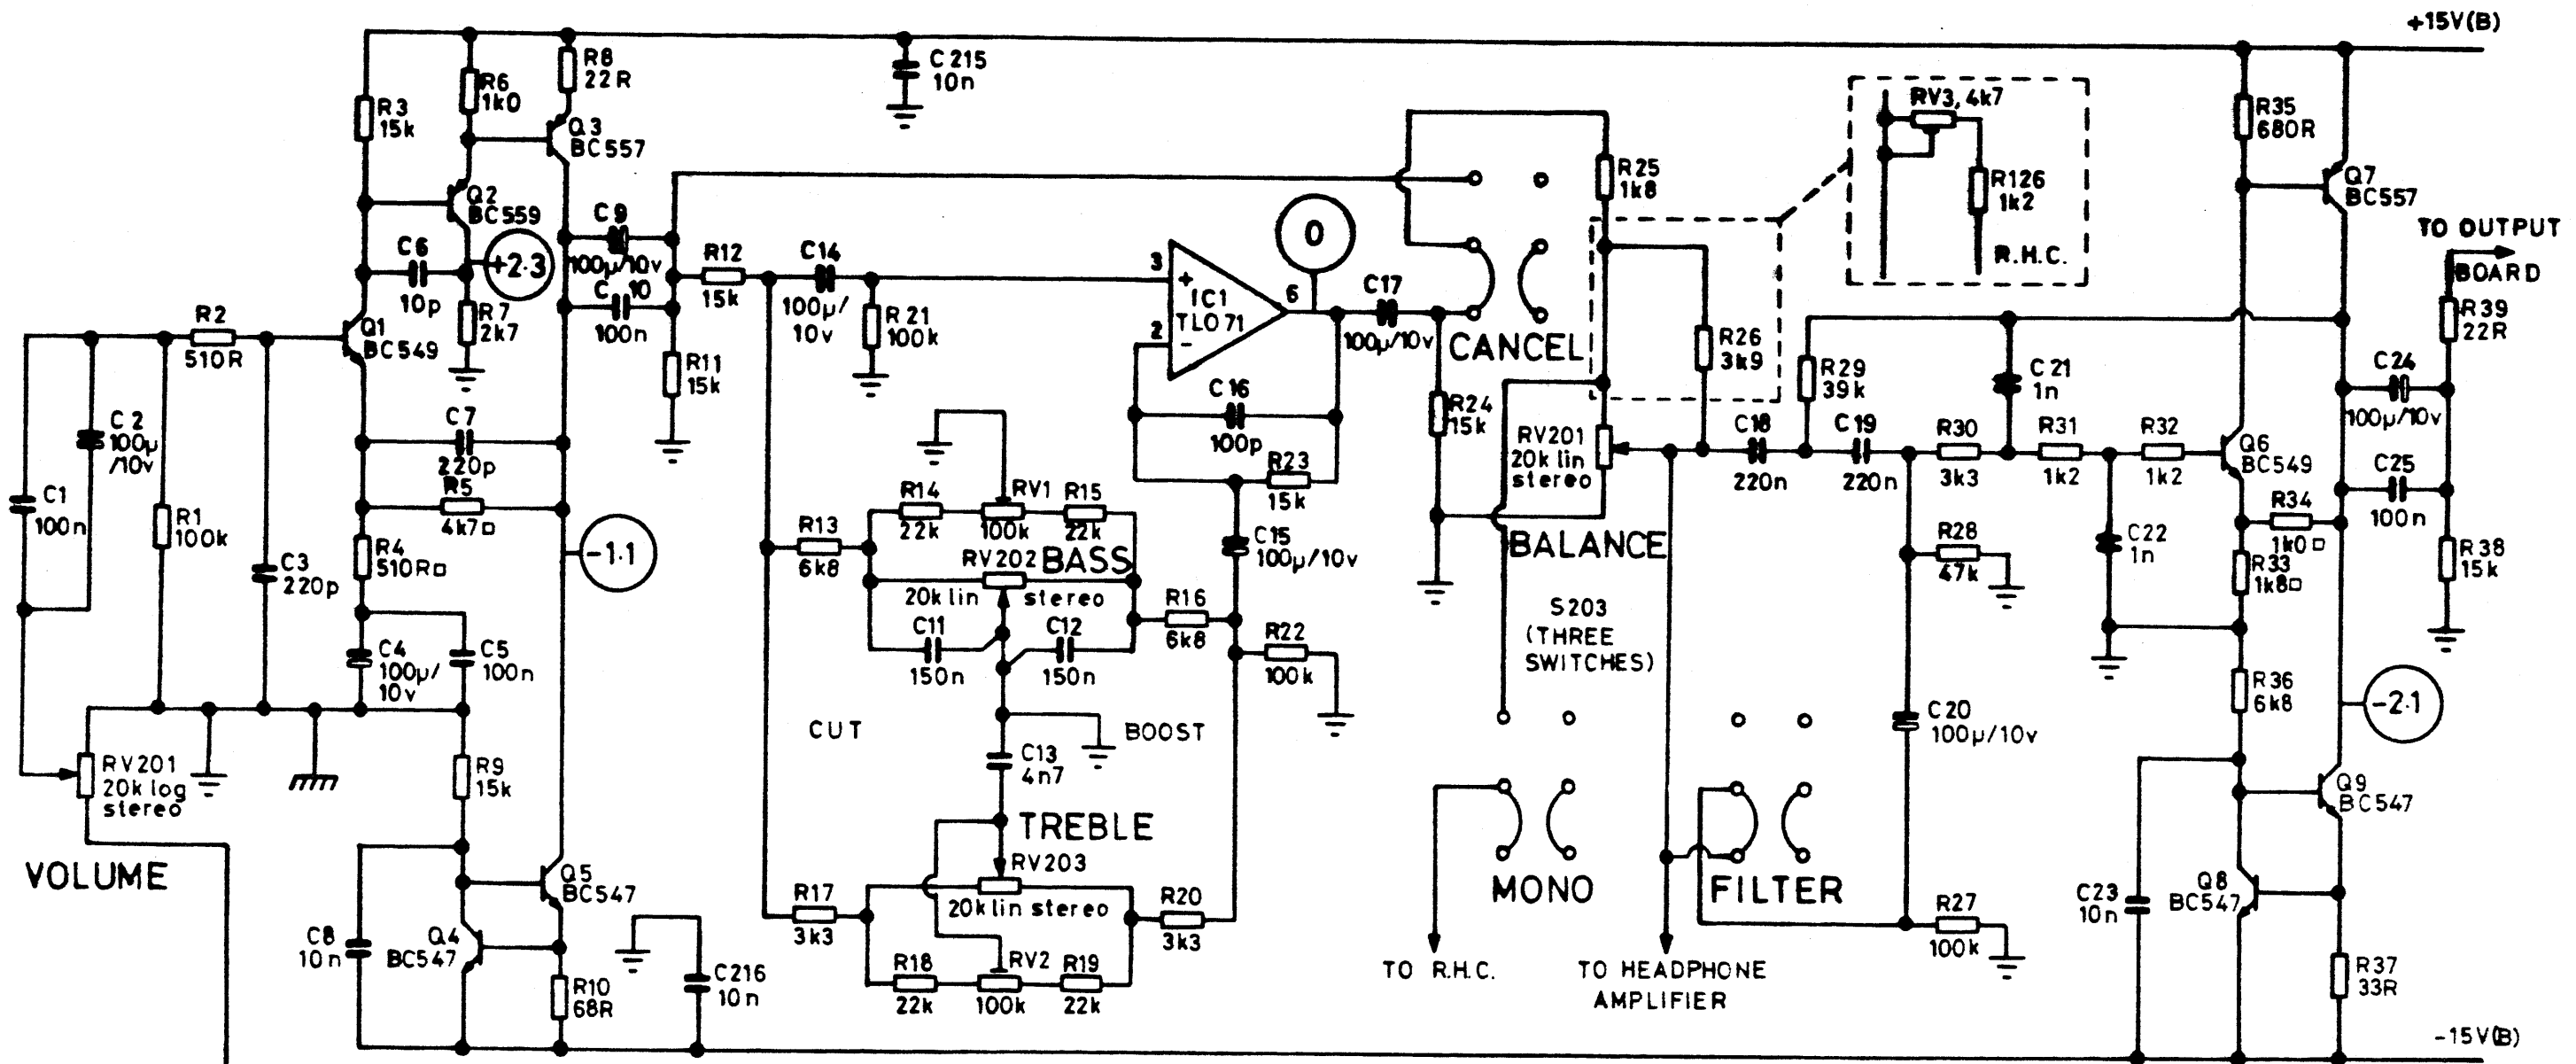 +15V(B)
R8
22R
C215
10n
R6
1k0
R3
15k
Q3
BC557
RV3, 4k7
R126
1k2
R.H.C.
R35
680R
Q7
BC557
R25
1k8
Q2
BC559
C9
100µ/10v
C6
10p
+2.3
R7
2k7
C 10
100n
R12
15k
C14
100µ/
10v
R21
100k
3
+
2
-
IC1
TL071
6
0
C17
100µ/10v
CANCEL
TO OUTPUT
BOARD
R39
22R
R2
510R
Q1
BC549
R11
15k
C16
100p
R24
15k
R26
3k9
R29
39k
C21
1n
C24
100µ/10v
C2
100µ
/10v
C7
220p
R5
4k7□
R23
15k
RV201
20k lin
stereo
C18
220n
C19
220n
R30
3k3
R31
1k2
R32
1k2
Q6
BC549
C25
100n
C1
100n
R1
100k
R14
22k
RV1
100k
R15
22k
C15
100µ/10v
BALANCE
R34
1k0□
R4
510R□
-1.1
R13
6k8
RV202
BASS
20k lin
stereo
R28
47k
C22
1n
R33
1k8□
R38
15k
C3
220p
C11
150n
C12
150n
R16
6k8
R22
100k
S203
(THREE
SWITCHES)
C4
100µ/
10v
C5
100n
R36
6k8
-2.1
CUT
BOOST
C20
100µ/10v
RV201
20k log
stereo
R9
15k
C13
4n7
Q9
BC547
VOLUME
TREBLE
RV203
20k lin stereo
Q5
BC547
MONO
FILTER
R17
3k3
R20
3k3
C8
10n
Q4
BC547
C23
10n
Q8
BC547
R27
100k
R10
68R
C216
10n
R18
22k
RV2
100k
R19
22k
TO R.H.C.
TO HEADPHONE
AMPLIFIER
R37
33R
-15V(B)